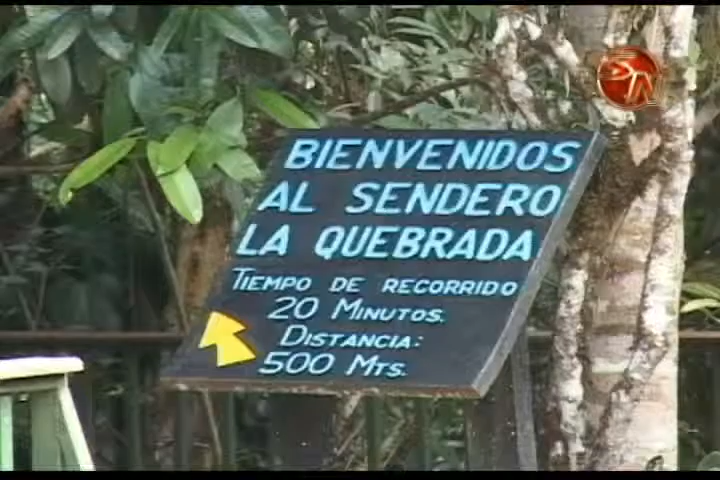 BIENVENIDOS
AL SENDERO
LA QUEBRADA
TIEMPO DE RECORRIDO
20 MINUTOS.
DISTANCIA:
500 MTS.